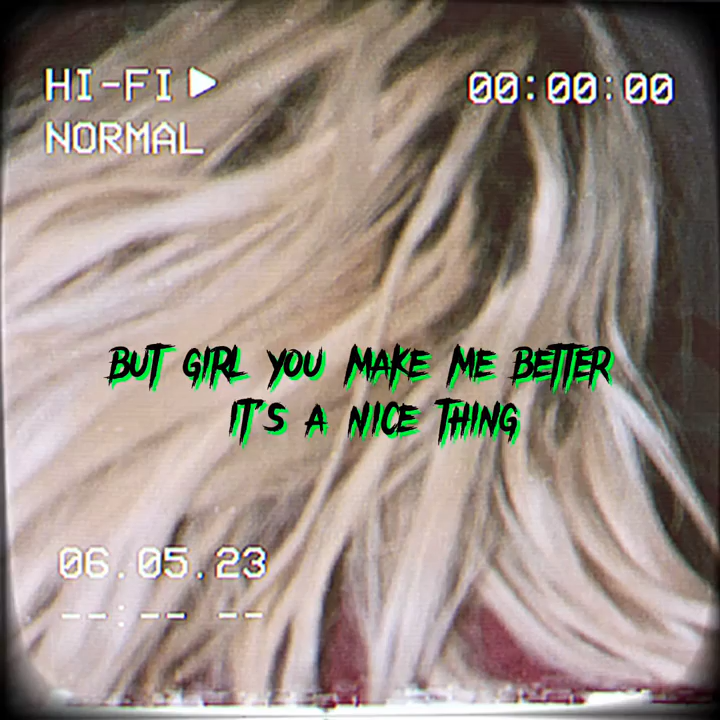 HI-FI ▶ 00:00:00
NORMAL
BUT GIRL YOU MAKE ME BETTER
IT'S A NICE THING
06.05.23
--:-- --